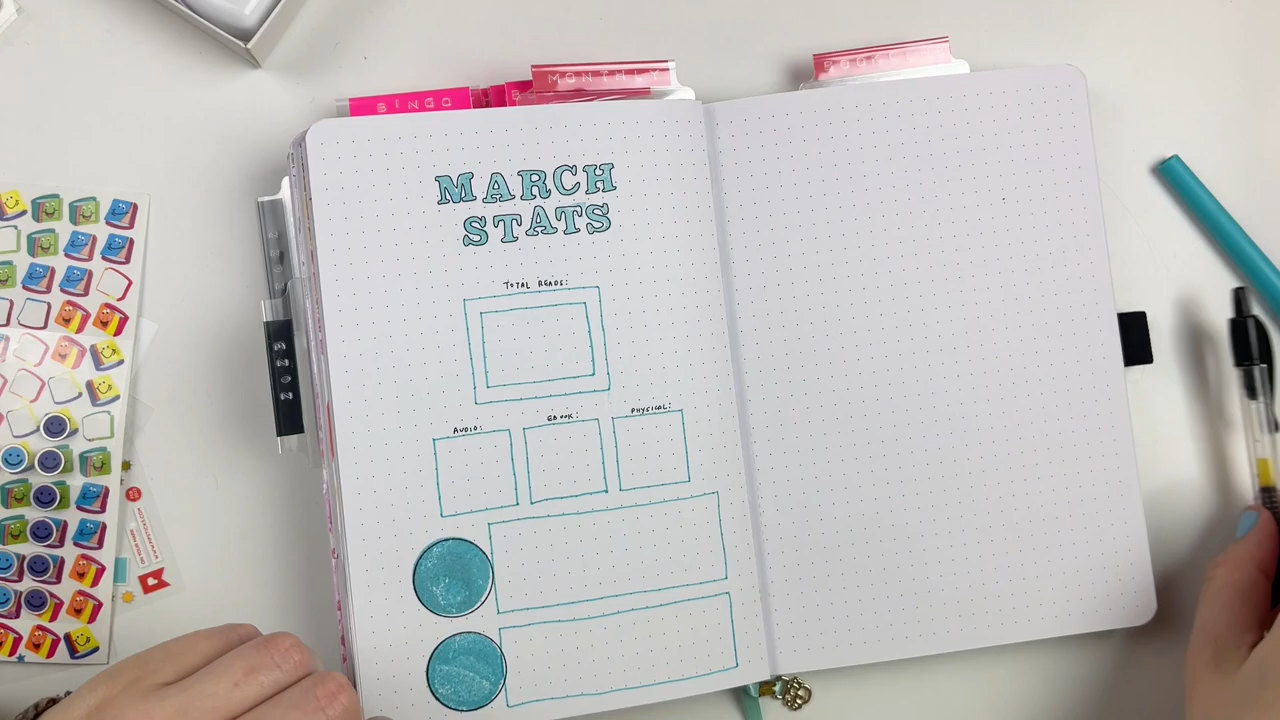 MONTHLY
BINGO
MARCH
STATS
TOTAL READS:
AUDIO:
EBOOK:
PHYSICAL: